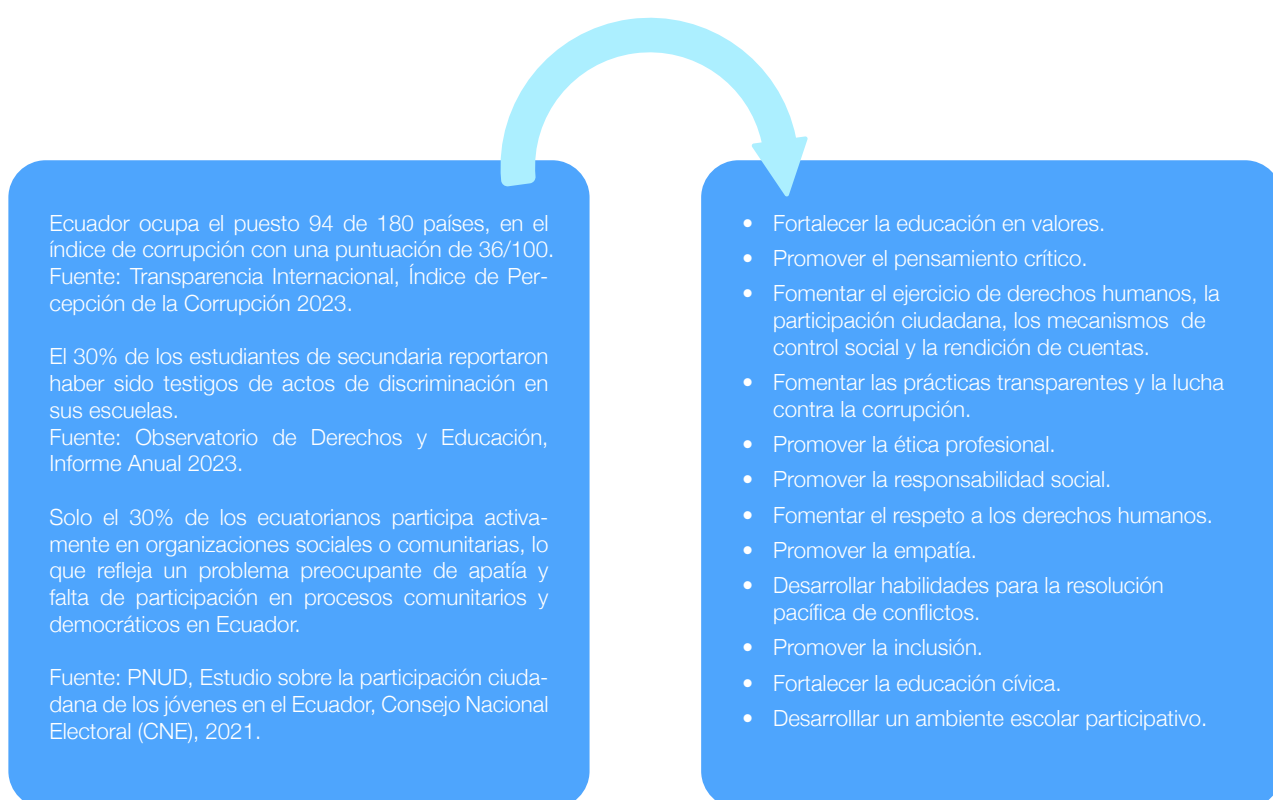 Ecuador ocupa el puesto 94 de 180 países, en el
índice de corrupción con una puntuación de 36/100.
Fuente: Transparencia Internacional, Índice de Per-
cepción de la Corrupción 2023.
El 30% de los estudiantes de secundaria reportaron
haber sido testigos de actos de discriminación en
sus escuelas.
Fuente: Observatorio de Derechos y Educación,
Informe Anual 2023.
Solo el 30% de los ecuatorianos participa activa-
mente en organizaciones sociales o comunitarias, lo
que refleja un problema preocupante de apatía y
falta de participación en procesos comunitarios y
democráticos en Ecuador.
Fuente: PNUD, Estudio sobre la participación ciuda-
dana de los jóvenes en el Ecuador, Consejo Nacional
Electoral (CNE), 2021.
• Fortalecer la educación en valores.
• Promover el pensamiento crítico.
• Fomentar el ejercicio de derechos humanos, la
participación ciudadana, los mecanismos de
control social y la rendición de cuentas.
• Fomentar las prácticas transparentes y la lucha
contra la corrupción.
• Promover la ética profesional.
• Promover la responsabilidad social.
• Fomentar el respeto a los derechos humanos.
• Promover la empatía.
• Desarrollar habilidades para la resolución
pacífica de conflictos.
• Promover la inclusión.
• Fortalecer la educación cívica.
• Desarrolllar un ambiente escolar participativo.